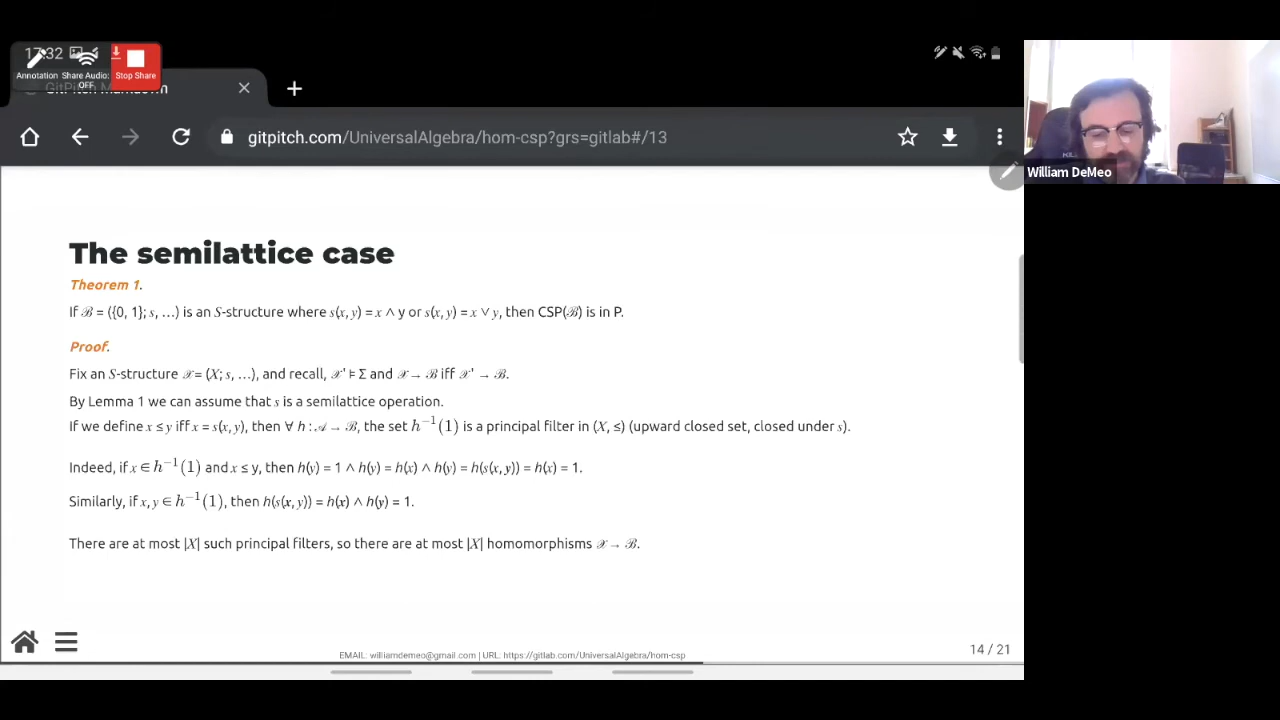 17:32
Annotation Share Audio: OFF Stop Share
gitpitch.com/UniversalAlgebra/hom-csp?grs=gitlab#/13
William DeMeo
The semilattice case
Theorem 1.
If ℬ = ({0, 1}; s, …) is an S-structure where s(x, y) = x ∧ y or s(x, y) = x ∨ y, then CSP(ℬ) is in P.
Proof.
Fix an S-structure 𝒳 = (X; s, …), and recall, 𝒳' ⊧ Σ and 𝒳 → ℬ iff 𝒳' → ℬ.
By Lemma 1 we can assume that s is a semilattice operation.
If we define x ≤ y iff x = s(x, y), then ∀ h : 𝒜 → ℬ, the set h⁻¹(1) is a principal filter in (X, ≤) (upward closed set, closed under s).
Indeed, if x ∈ h⁻¹(1) and x ≤ y, then h(y) = 1 ∧ h(y) = h(x) ∧ h(y) = h(s(x, y)) = h(x) = 1.
Similarly, if x, y ∈ h⁻¹(1), then h(s(x, y)) = h(x) ∧ h(y) = 1.
There are at most |X| such principal filters, so there are at most |X| homomorphisms 𝒳 → ℬ.
EMAIL: williamdemeo@gmail.com | URL: https://gitlab.com/UniversalAlgebra/hom-csp
14 / 21